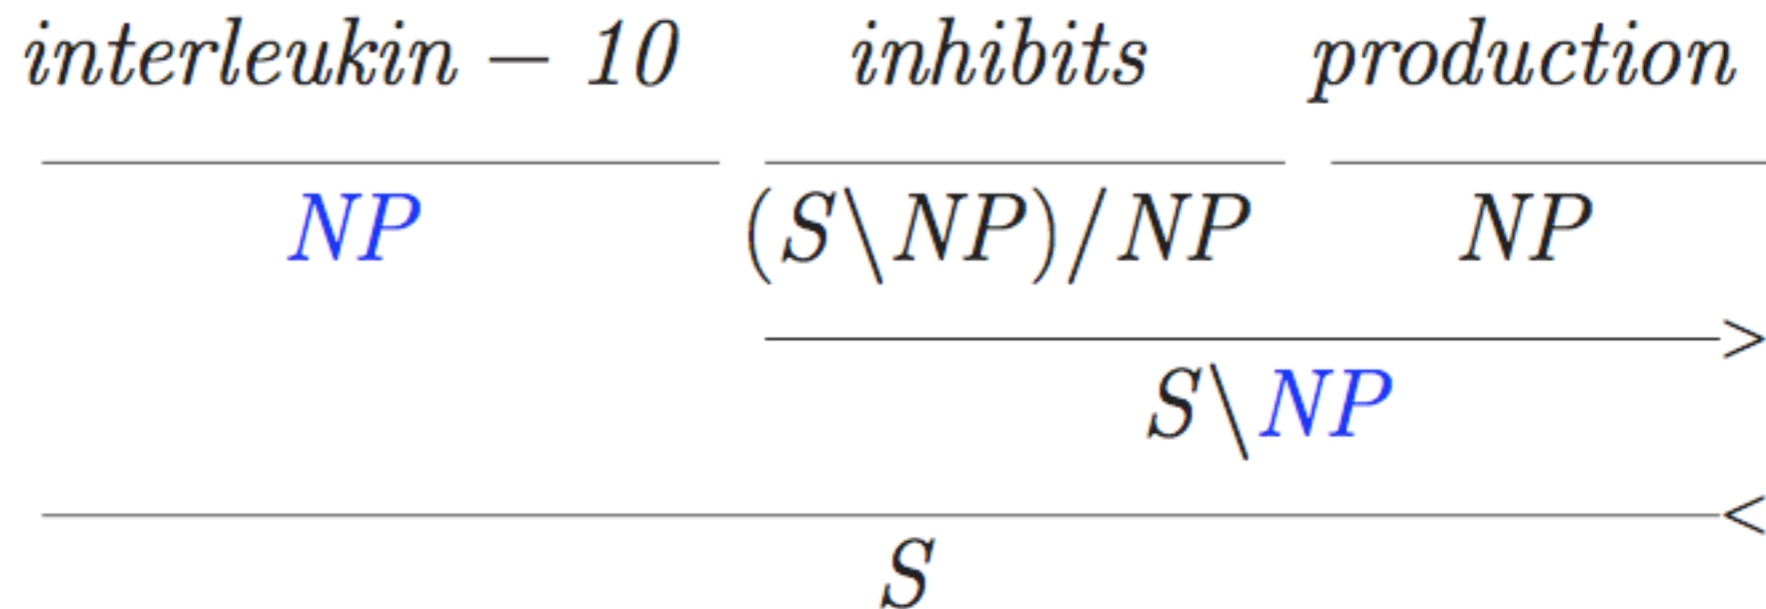 interleukin − 10 inhibits production
NP (S\NP)/NP NP
>
S\NP
<
S